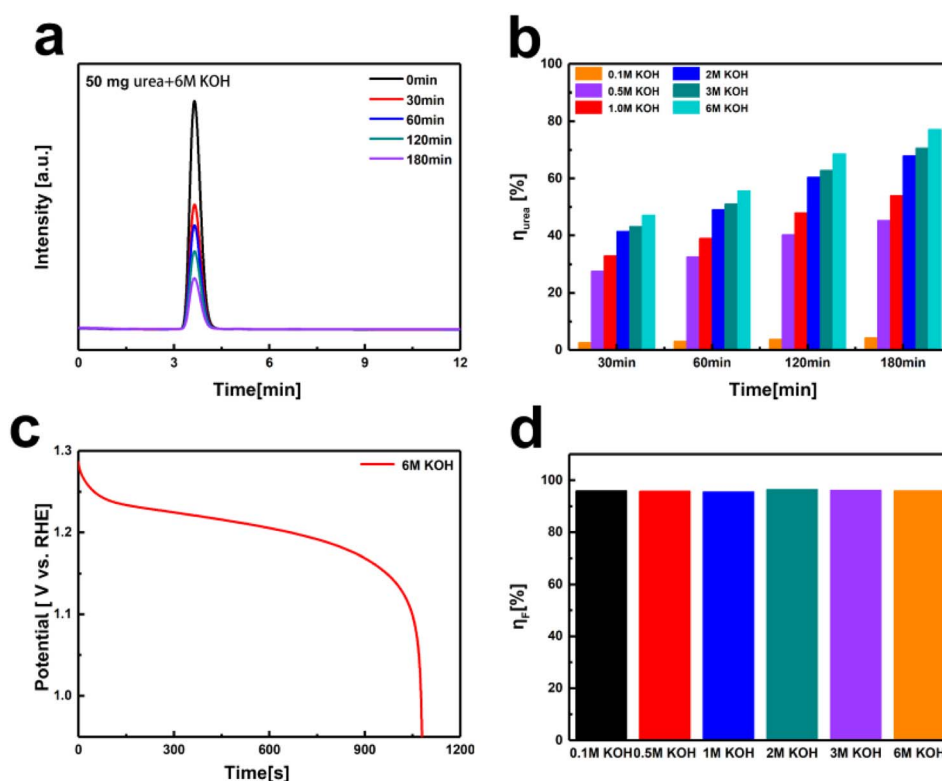 a
50 mg urea+6M KOH
0min
30min
60min
120min
180min
Intensity [a.u.]
0 3 6 9 12
Time[min]
b
0.1M KOH 2M KOH
0.5M KOH 3M KOH
1.0M KOH 6M KOH
ηurea [%]
100
80
60
40
20
0
30min 60min 120min 180min
Time[min]
c
6M KOH
Potential [ V vs. RHE]
1.3
1.2
1.1
1.0
0 300 600 900 1200
Time[s]
d
ηF[%]
100
80
60
40
20
0
0.1M KOH 0.5M KOH 1M KOH 2M KOH 3M KOH 6M KOH